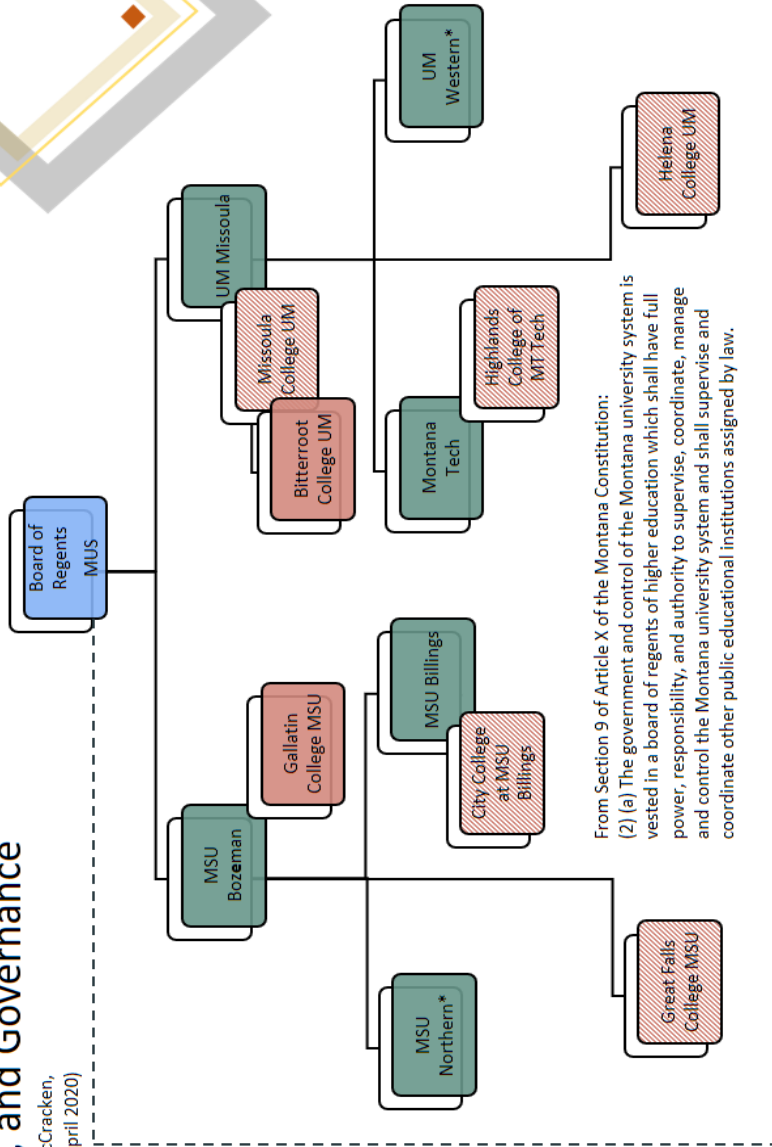 , and Governance
cCracken,
pril 2020)
Board of
Regents
MUS
MSU
Bozeman
Gallatin
College MSU
MSU
Northern*
MSU Billings
City College
at MSU
Billings
Great Falls
College MSU
UM Missoula
Missoula
College UM
Bitterroot
College UM
Montana
Tech
Highlands
College of
MT Tech
UM
Western*
Helena
College UM
From Section 9 of Article X of the Montana Constitution:
(2) (a) The government and control of the Montana university system is
vested in a board of regents of higher education which shall have full
power, responsibility, and authority to supervise, coordinate, manage
and control the Montana university system and shall supervise and
coordinate other public educational institutions assigned by law.